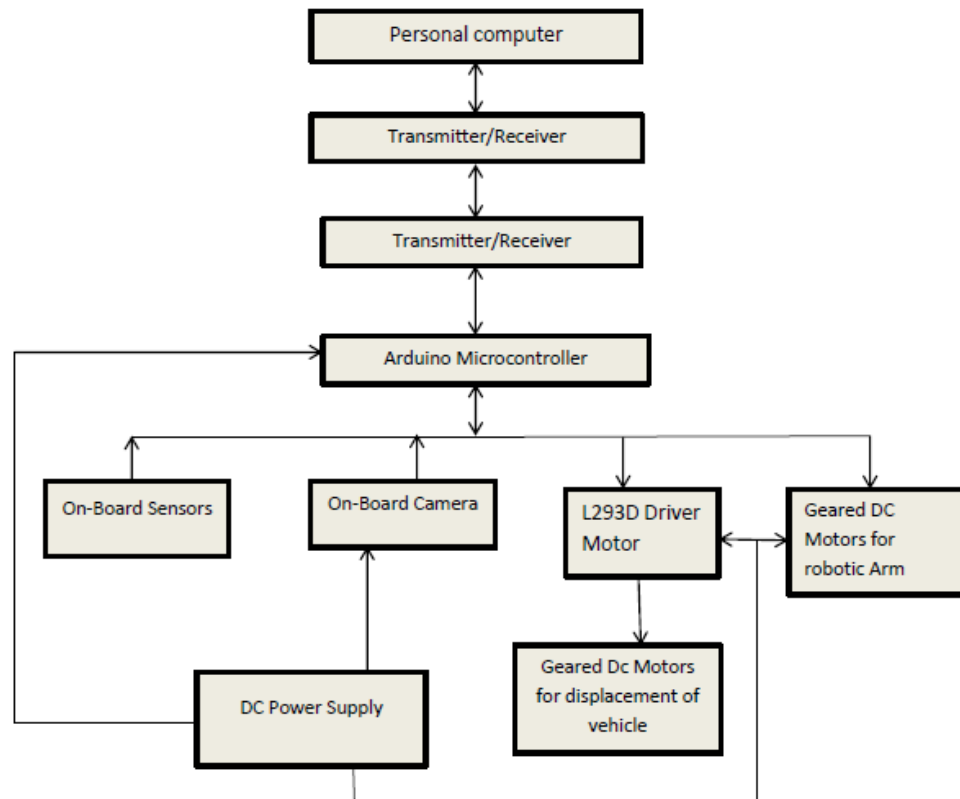 Personal computer
Transmitter/Receiver
Transmitter/Receiver
Arduino Microcontroller
On-Board Sensors
On-Board Camera
L293D Driver
Motor
Geared DC
Motors for
robotic Arm
Geared Dc Motors
for displacement of
vehicle
DC Power Supply